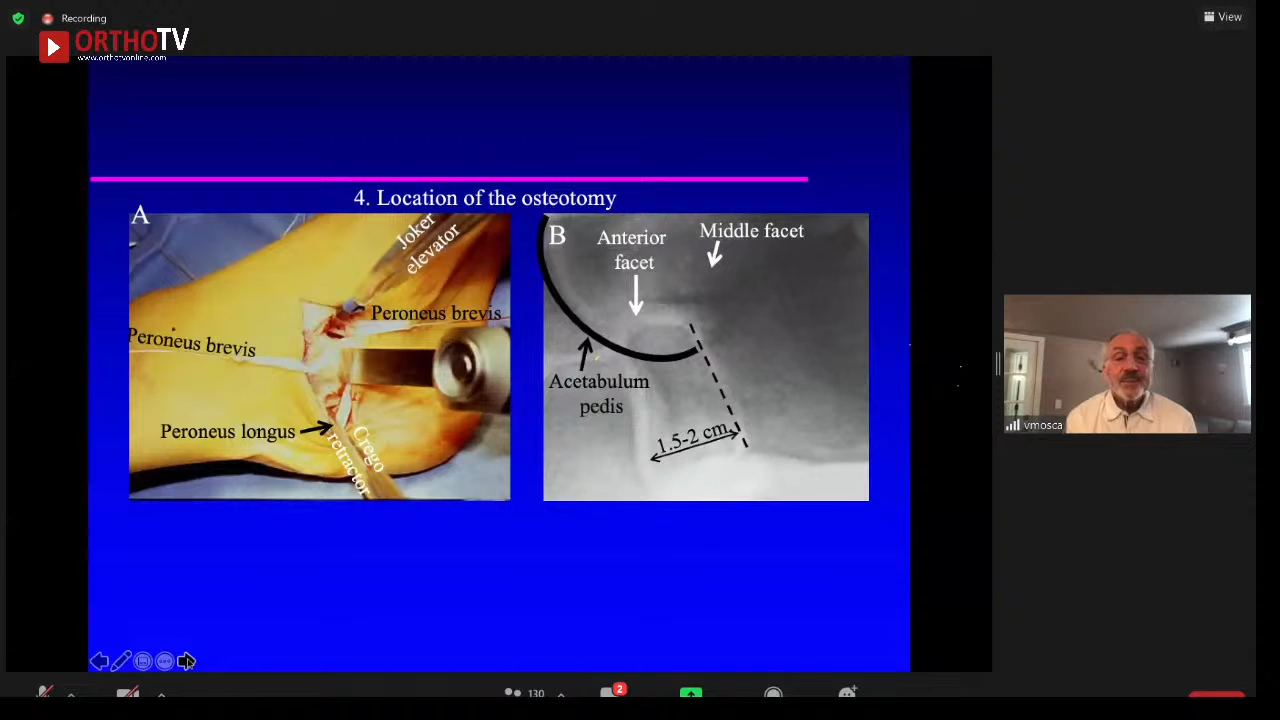 Recording
View
ORTHOTV
www.orthotvonline.com
4. Location of the osteotomy
A
Joker
elevator
Peroneus brevis
Peroneus brevis
Peroneus longus
Crego
retractor
B
Anterior
facet
Middle facet
Acetabulum
pedis
1.5-2 cm
vmosca
130
2